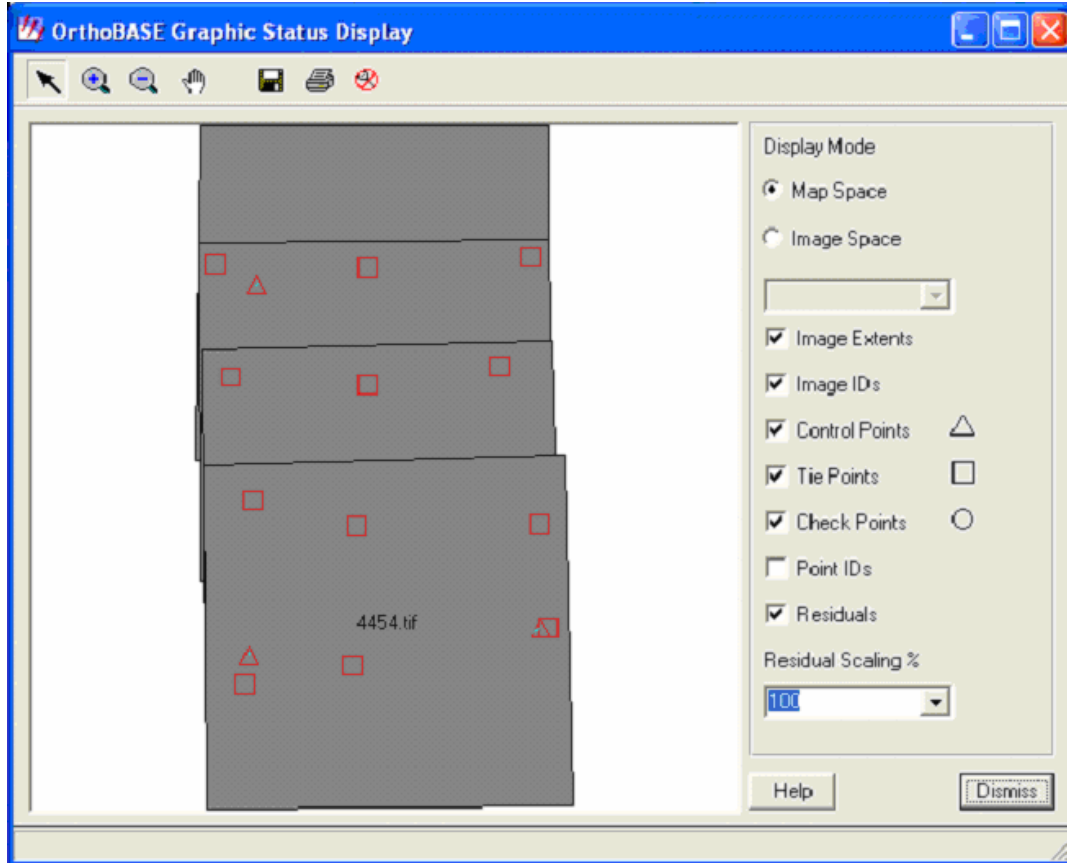 OrthoBASE Graphic Status Display
Display Mode
Map Space
Image Space
Image Extents
Image IDs
Control Points
Tie Points
Check Points
Point IDs
Residuals
Residual Scaling %
100
4454.tif
Help
Dismiss